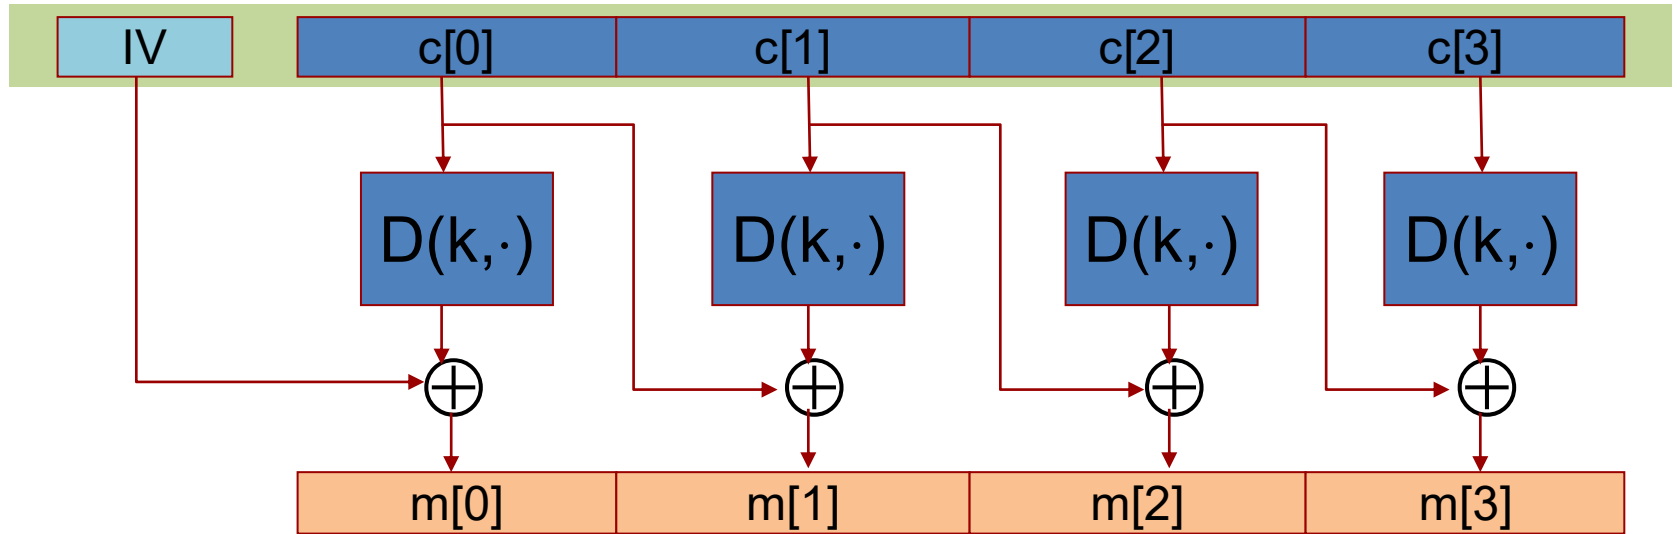 IV c[0] c[1] c[2] c[3]
D(k,·) D(k,·) D(k,·) D(k,·)
m[0] m[1] m[2] m[3]